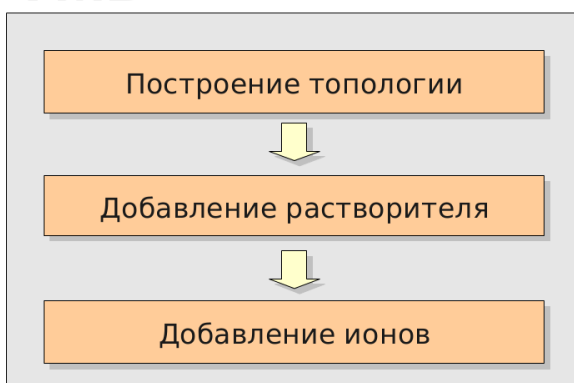 Построение топологии
Добавление растворителя
Добавление ионов